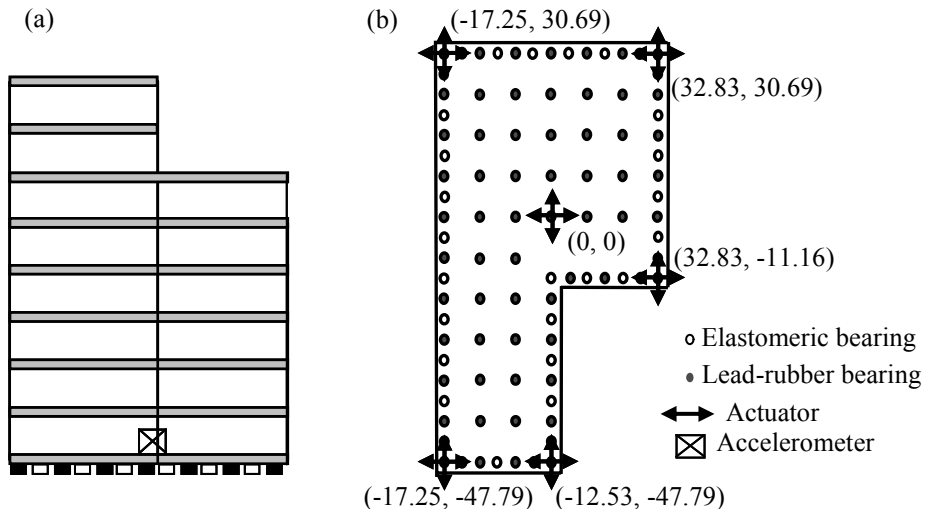 (a)
(b)
(-17.25, 30.69)
(32.83, 30.69)
(0, 0)
(32.83, -11.16)
Elastomeric bearing
Lead-rubber bearing
Actuator
Accelerometer
(-17.25, -47.79)
(-12.53, -47.79)